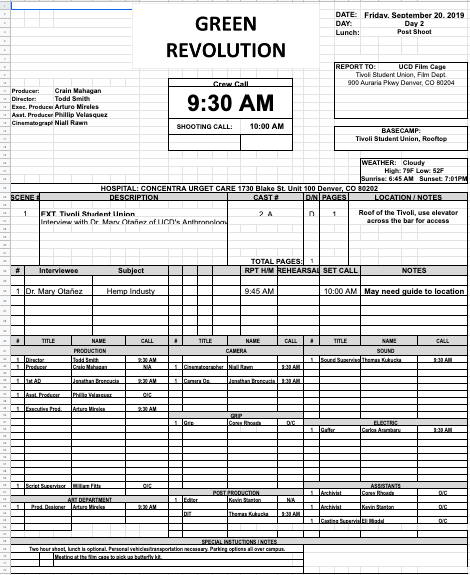 GREEN
REVOLUTION
DATE: Friday, September 20, 2019
DAY: Day 2
Lunch: Post Shoot
REPORT TO: UCD Film Cage
Tivoli Student Union, Film Dept.
900 Auraria Pkwy Denver, CO 80204
Crew Call
9:30 AM
SHOOTING CALL: 10:00 AM
Producer: Crain Mahagan
Director: Todd Smith
Exec. Produce Arturo Mireles
Asst. Producer Phillip Velasquez
Cinematograph Niall Rawn
BASECAMP:
Tivoli Student Union, Rooftop
WEATHER: Cloudy
High: 79F Low: 52F
Sunrise: 6:45 AM Sunset: 7:01PM
HOSPITAL: CONCENTRA URGET CARE 1730 Blake St. Unit 100 Denver, CO 80202
SCENE # DESCRIPTION CAST # D/N PAGES LOCATION / NOTES
1 EXT. Tivoli Student Union 2, A D 1 Roof of the Tivoli, use elevator
Interview with Dr. Mary Otañez of UCD's Anthropology across the bar for access
TOTAL PAGES: 1
# Interviewee Subject RPT H/M REHEARSAL SET CALL NOTES
1 Dr. Mary Otañez Hemp Industy 9:45 AM 10:00 AM May need guide to location
# TITLE NAME CALL # TITLE NAME CALL # TITLE NAME CALL
PRODUCTION CAMERA SOUND
1 Director Todd Smith 9:30 AM 1 Sound Superviso Thomas Kukucka
1 Producer Craig Mahagan N/A 1 Cinematographer Niall Rawn 9:30 AM
1 1st AD Jonathan Broncucia 9:30 AM 1 Camera Op. Jonathan Broncucia 9:30 AM
1 Asst. Producer Phillip Velasquez O/C
1 Executive Prod. Arturo Mireles 9:30 AM
GRIP
1 Grip Corey Rhoads O/C ELECTRIC
1 Gaffer Carlos Arambaru 9:30 AM
1 Script Supervisor William Fitts O/C ASSISTANTS
POST PRODUCTION 1 Archivist Corey Rhoads O/C
ART DEPARTMENT 1 Editor Kevin Stanton N/A
1 Prod. Designer Arturo Mireles 9:30 AM 1 Archivist Kevin Stanton O/C
DIT Thomas Kukucka 9:30 AM
1 Casting Supervis Eli Migdal O/C
SPECIAL INSTUCTIONS / NOTES
Two hour shoot, lunch is optional. Personal vehicles/transportation necessary. Parking options all over campus.
Meeting at the film cage to pick up butterfly kit.